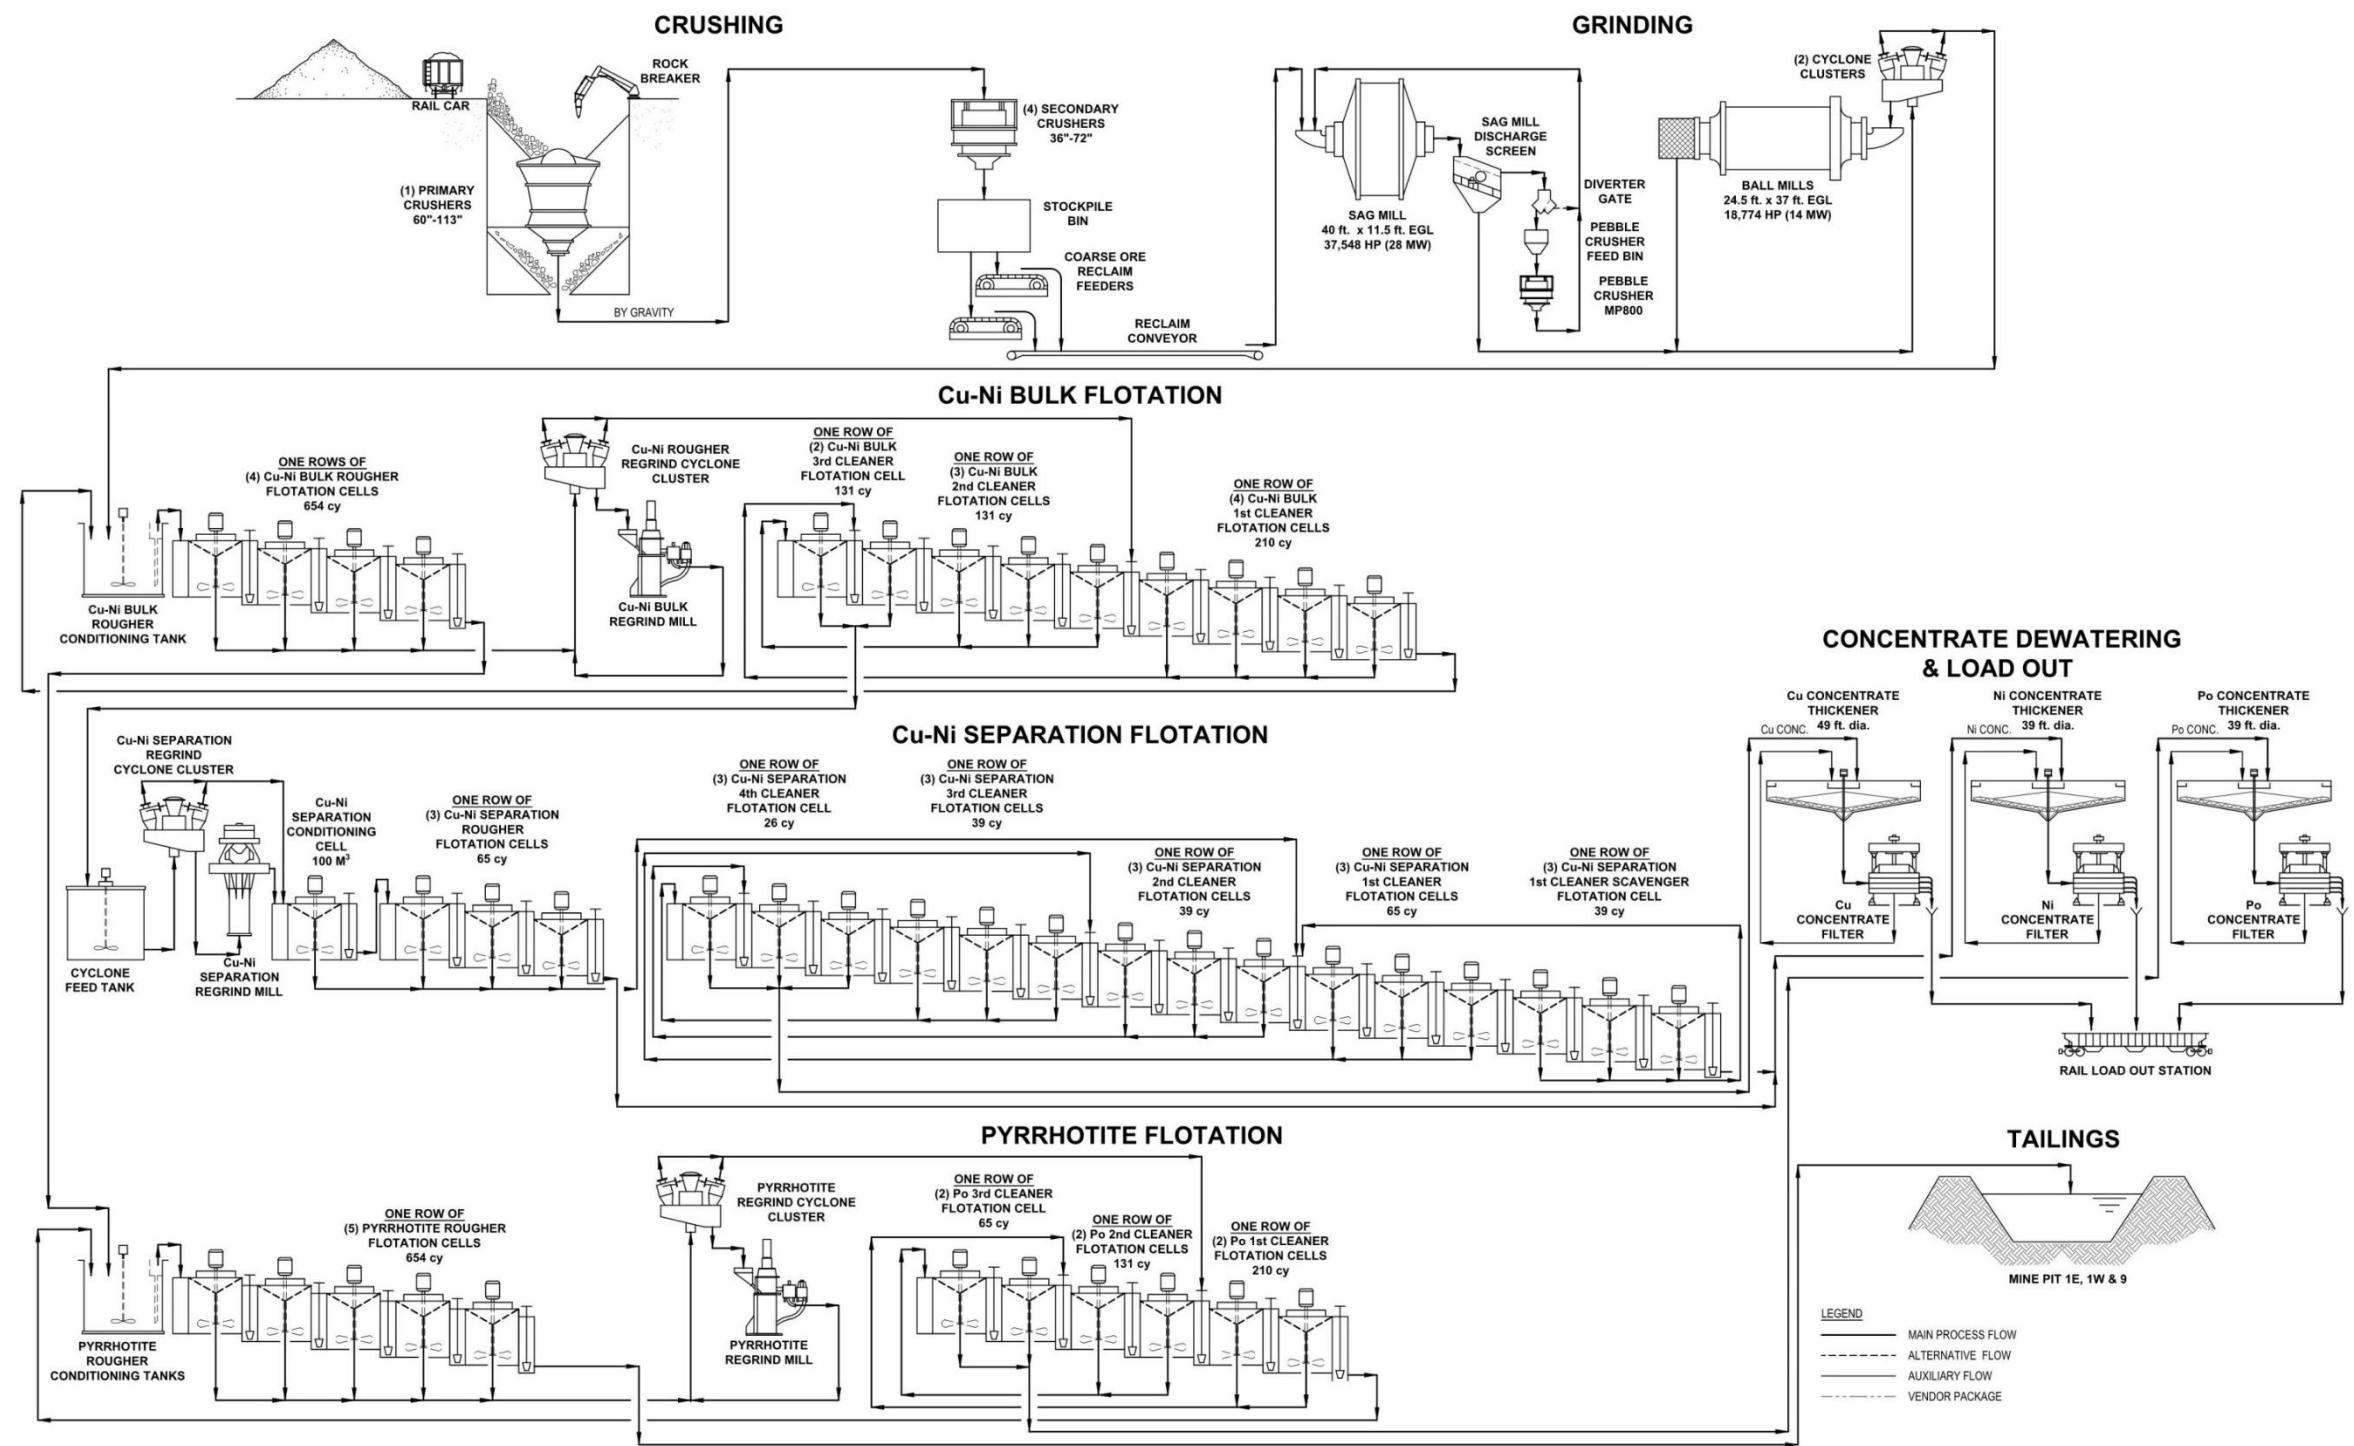 CRUSHING
RAIL CAR
ROCK
BREAKER
(1) PRIMARY
CRUSHERS
60"-113"
BY GRAVITY
(4) SECONDARY
CRUSHERS
36"-72"
STOCKPILE
BIN
COARSE ORE
RECLAIM
FEEDERS
RECLAIM
CONVEYOR
GRINDING
SAG MILL
40 ft. x 11.5 ft. EGL
37,548 HP (28 MW)
SAG MILL
DISCHARGE
SCREEN
DIVERTER
GATE
PEBBLE
CRUSHER
FEED BIN
PEBBLE
CRUSHER
MP800
(2) CYCLONE
CLUSTERS
BALL MILLS
24.5 ft. x 37 ft. EGL
18,774 HP (14 MW)
Cu-Ni BULK FLOTATION
Cu-Ni BULK
ROUGHER
CONDITIONING TANK
ONE ROWS OF
(4) Cu-Ni BULK ROUGHER
FLOTATION CELLS
654 cy
Cu-Ni ROUGHER
REGRIND CYCLONE
CLUSTER
Cu-Ni BULK
REGRIND MILL
ONE ROW OF
(2) Cu-Ni BULK
3rd CLEANER
FLOTATION CELL
131 cy
ONE ROW OF
(3) Cu-Ni BULK
2nd CLEANER
FLOTATION CELLS
131 cy
ONE ROW OF
(4) Cu-Ni BULK
1st CLEANER
FLOTATION CELLS
210 cy
Cu-Ni SEPARATION FLOTATION
Cu-Ni SEPARATION
REGRIND
CYCLONE CLUSTER
CYCLONE
FEED TANK
Cu-Ni
SEPARATION
REGRIND MILL
Cu-Ni
SEPARATION
CONDITIONING
CELL
100 M³
ONE ROW OF
(3) Cu-Ni SEPARATION
ROUGHER
FLOTATION CELLS
65 cy
ONE ROW OF
(3) Cu-Ni SEPARATION
4th CLEANER
FLOTATION CELL
26 cy
ONE ROW OF
(3) Cu-Ni SEPARATION
3rd CLEANER
FLOTATION CELLS
39 cy
ONE ROW OF
(3) Cu-Ni SEPARATION
2nd CLEANER
FLOTATION CELLS
39 cy
ONE ROW OF
(3) Cu-Ni SEPARATION
1st CLEANER
FLOTATION CELLS
65 cy
ONE ROW OF
(3) Cu-Ni SEPARATION
1st CLEANER SCAVENGER
FLOTATION CELL
39 cy
CONCENTRATE DEWATERING
& LOAD OUT
Cu CONCENTRATE
THICKENER
49 ft. dia.
Cu CONC.
Cu
CONCENTRATE
FILTER
Ni CONCENTRATE
THICKENER
39 ft. dia.
Ni CONC.
Ni
CONCENTRATE
FILTER
Po CONCENTRATE
THICKENER
39 ft. dia.
Po CONC.
Po
CONCENTRATE
FILTER
RAIL LOAD OUT STATION
PYRRHOTITE FLOTATION
PYRRHOTITE
ROUGHER
CONDITIONING TANKS
ONE ROW OF
(5) PYRRHOTITE ROUGHER
FLOTATION CELLS
654 cy
PYRRHOTITE
REGRIND CYCLONE
CLUSTER
PYRRHOTITE
REGRIND MILL
ONE ROW OF
(2) Po 3rd CLEANER
FLOTATION CELL
65 cy
ONE ROW OF
(2) Po 2nd CLEANER
FLOTATION CELLS
131 cy
ONE ROW OF
(2) Po 1st CLEANER
FLOTATION CELLS
210 cy
TAILINGS
MINE PIT 1E, 1W & 9
LEGEND
MAIN PROCESS FLOW
ALTERNATIVE FLOW
AUXILIARY FLOW
VENDOR PACKAGE